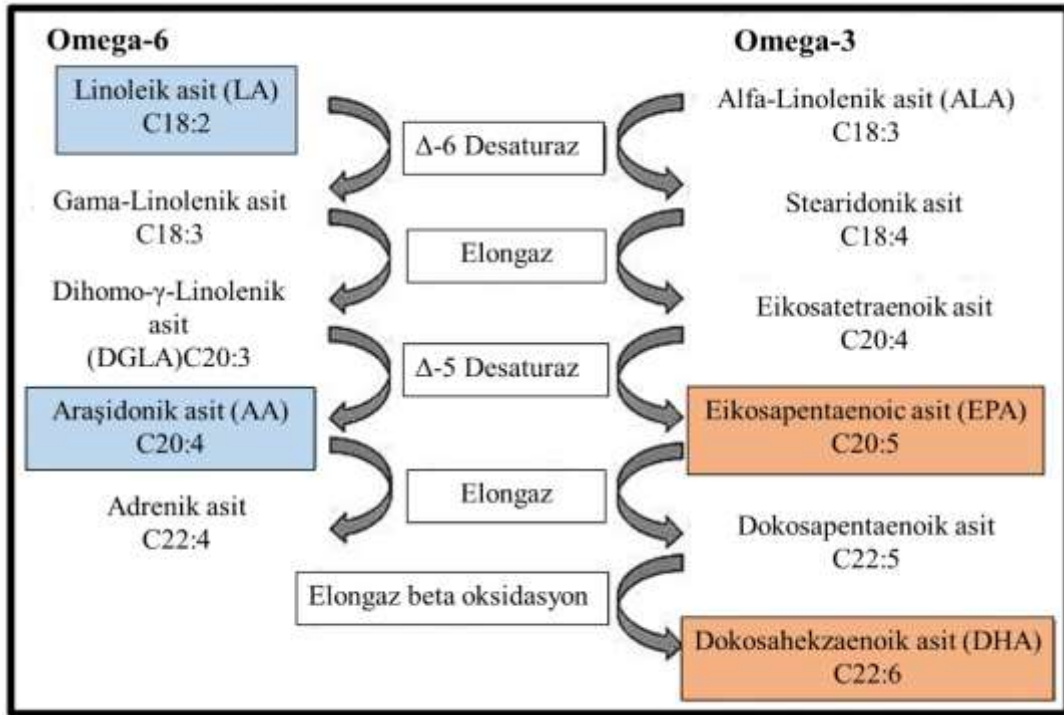 Omega-6
Linoleik asit (LA)
C18:2
Gama-Linolenik asit
C18:3
Dihomo-γ-Linolenik
asit
(DGLA)C20:3
Araşidonik asit (AA)
C20:4
Adrenik asit
C22:4
Δ-6 Desaturaz
Elongaz
Δ-5 Desaturaz
Elongaz
Elongaz beta oksidasyon
Omega-3
Alfa-Linolenik asit (ALA)
C18:3
Stearidonik asit
C18:4
Eikosatetraenoik asit
C20:4
Eikosapentaenoic asit (EPA)
C20:5
Dokosapentaenoik asit
C22:5
Dokosahekzaenoik asit (DHA)
C22:6